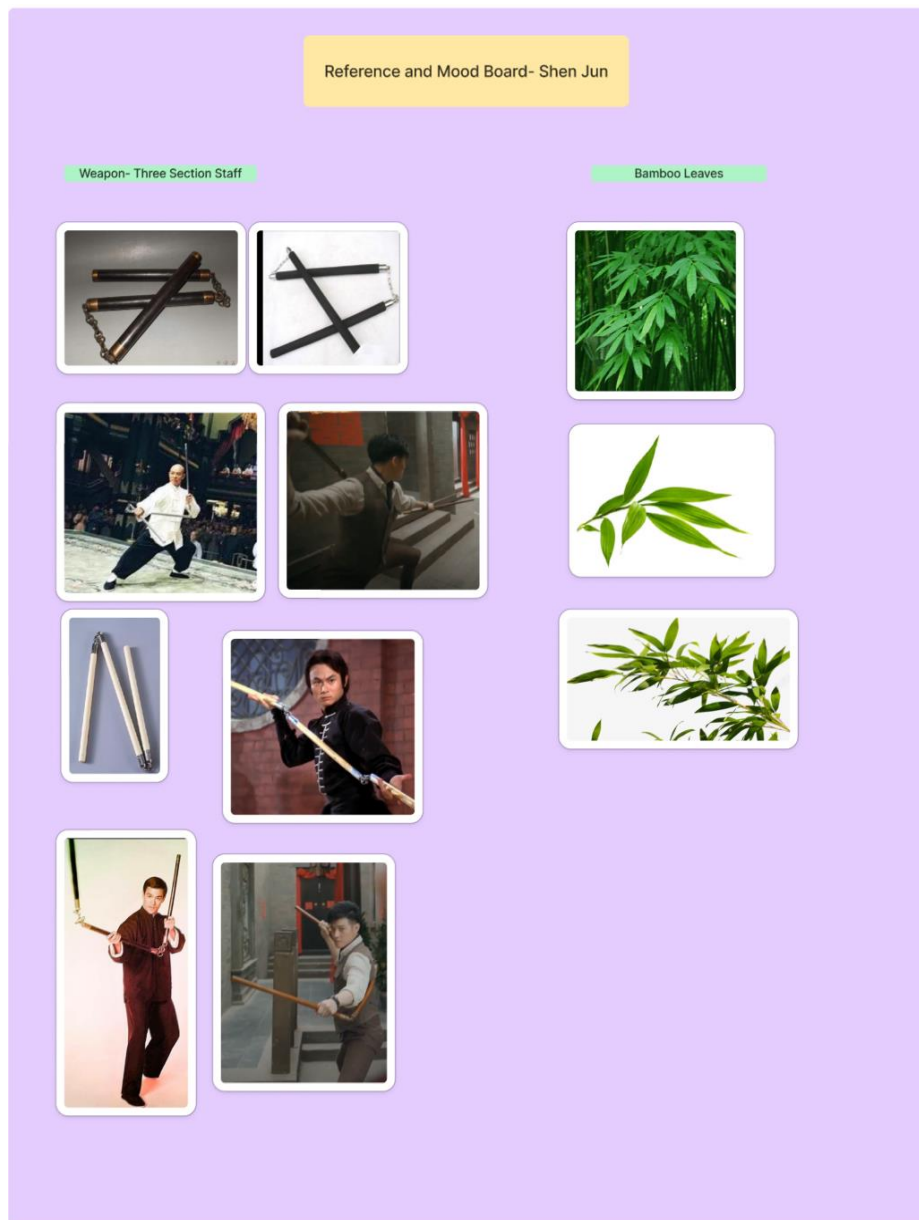 Reference and Mood Board- Shen Jun
Weapon- Three Section Staff
Bamboo Leaves